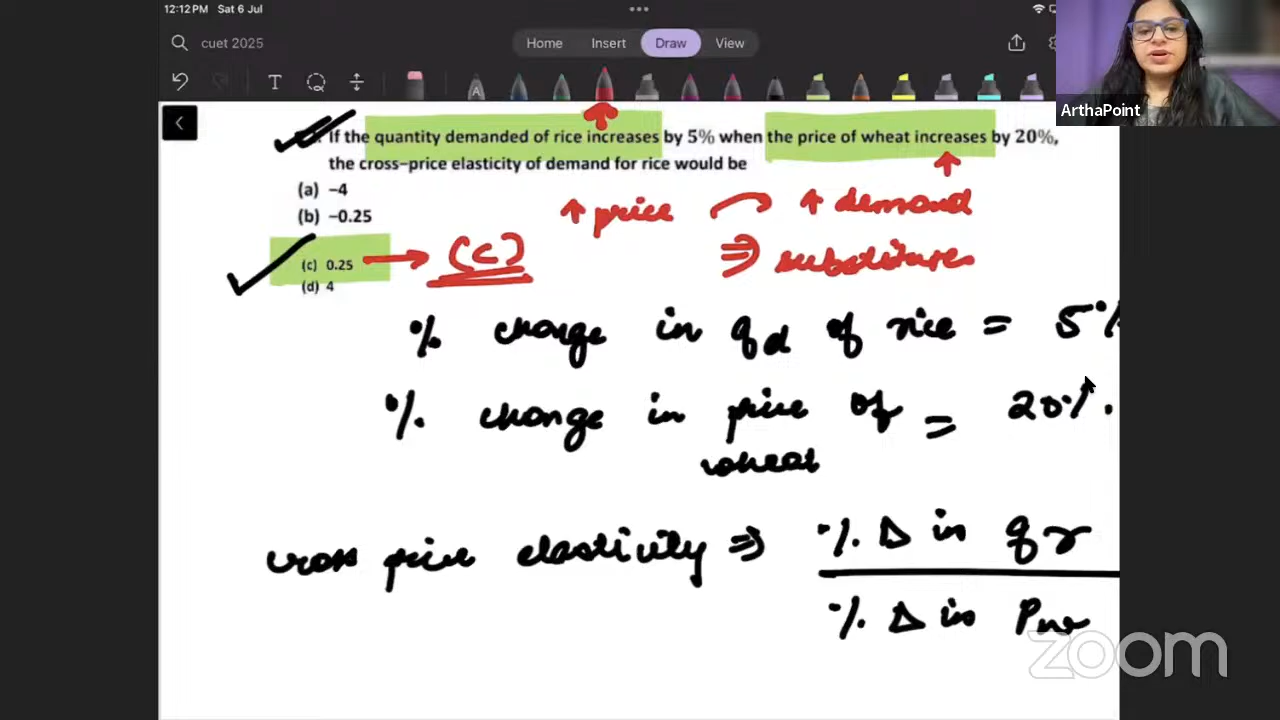 12:12 PM Sat 6 Jul
cuet 2025
Home Insert Draw View
ArthaPoint
If the quantity demanded of rice increases by 5% when the price of wheat increases by 20%,
the cross–price elasticity of demand for rice would be
(a) –4
(b) –0.25
(c) 0.25
(d) 4
↑ price ↑ demand
→ (c) ⇒ substitutes
% change in qd of rice = 5%
% change in price of = 20%.
wheat
cross price elasticity ⇒ % Δ in qr
% Δ in Pw
zoom